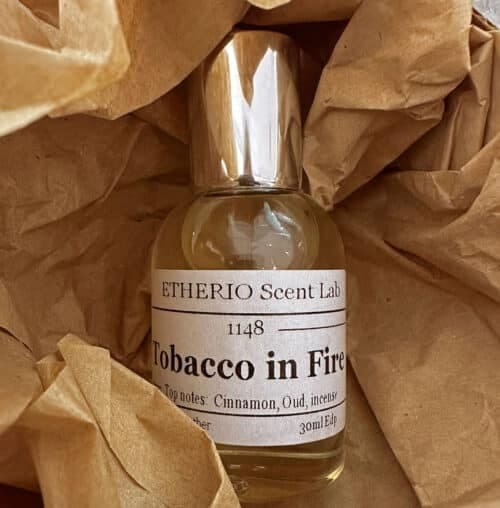 ETHERIO Scent Lab
1148
Tobacco in Fire
Top notes: Cinnamon, Oud, incense
30ml Edp